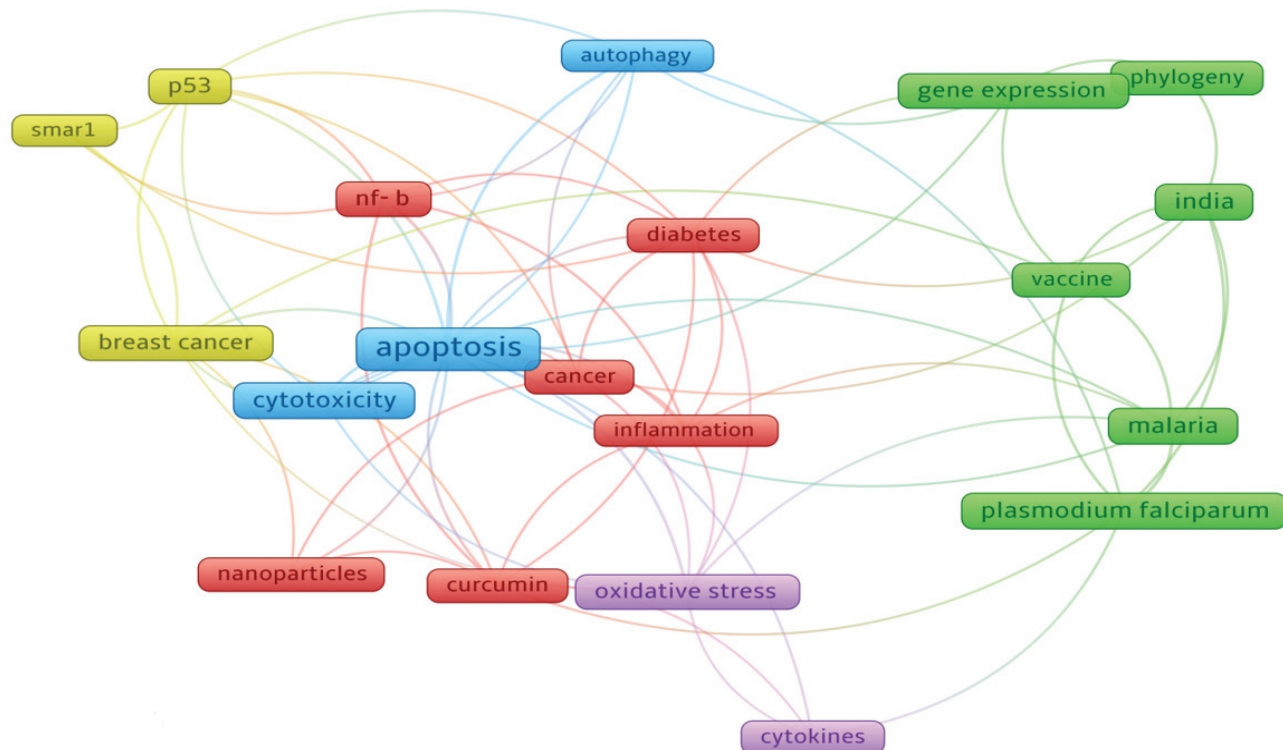 autophagy
p53
phylogeny
gene expression
smar1
nf- b
india
diabetes
vaccine
breast cancer
apoptosis
cancer
cytotoxicity
inflammation
malaria
plasmodium falciparum
nanoparticles
curcumin
oxidative stress
cytokines